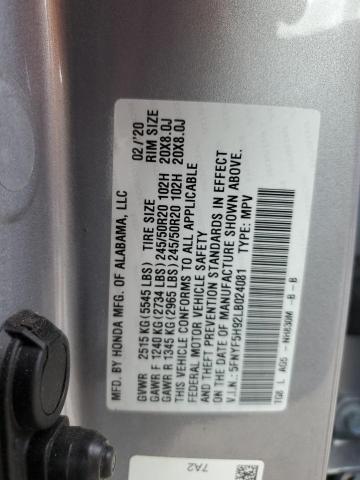 MFD. BY HONDA MFG. OF ALABAMA, LLC 02/'20
GVWR 2515 KG (5545 LBS) TIRE SIZE RIM SIZE
GAWR F 1240 KG (2734 LBS) 245/50R20 102H 20X8.0J
GAWR R 1345 KG (2965 LBS) 245/50R20 102H 20X8.0J
THIS VEHICLE CONFORMS TO ALL APPLICABLE
FEDERAL MOTOR VEHICLE SAFETY
AND THEFT PREVENTION STANDARDS IN EFFECT
ON THE DATE OF MANUFACTURE SHOWN ABOVE.
V.I.N.: 5FNYF5H92LB024081 TYPE: MPV
TG8 L A05 - NH830M - B - B
7A2